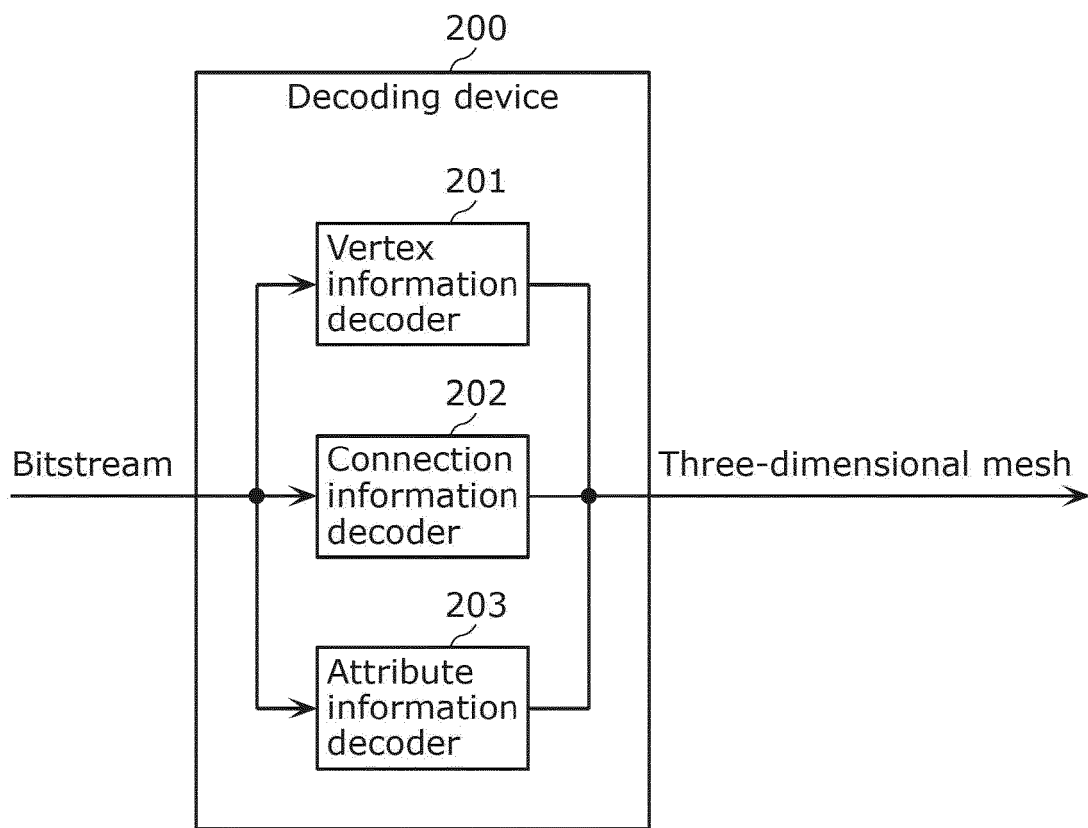 200
Decoding device
201
Vertex
information
decoder
202
Bitstream
Connection
information
decoder
Three-dimensional mesh
203
Attribute
information
decoder